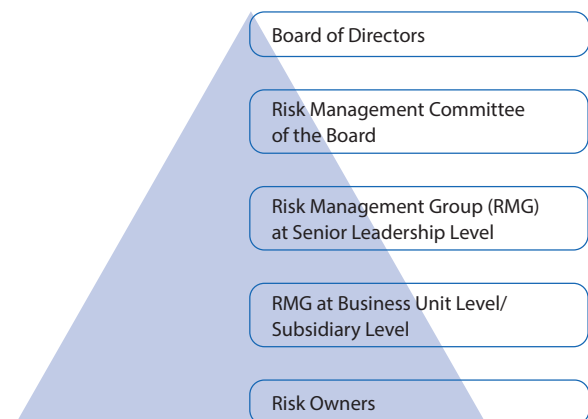 Board of Directors
Risk Management Committee
of the Board
Risk Management Group (RMG)
at Senior Leadership Level
RMG at Business Unit Level/
Subsidiary Level
Risk Owners